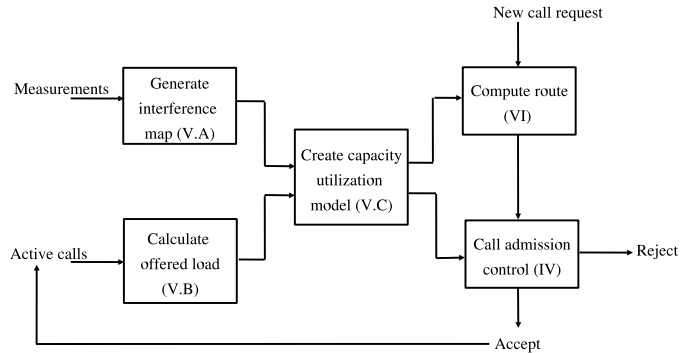 New call request
Measurements
Generate
interference
map (V.A)
Compute route
(VI)
Create capacity
utilization
model (V.C)
Active calls
Calculate
offered load
(V.B)
Call admission
control (IV)
Reject
Accept